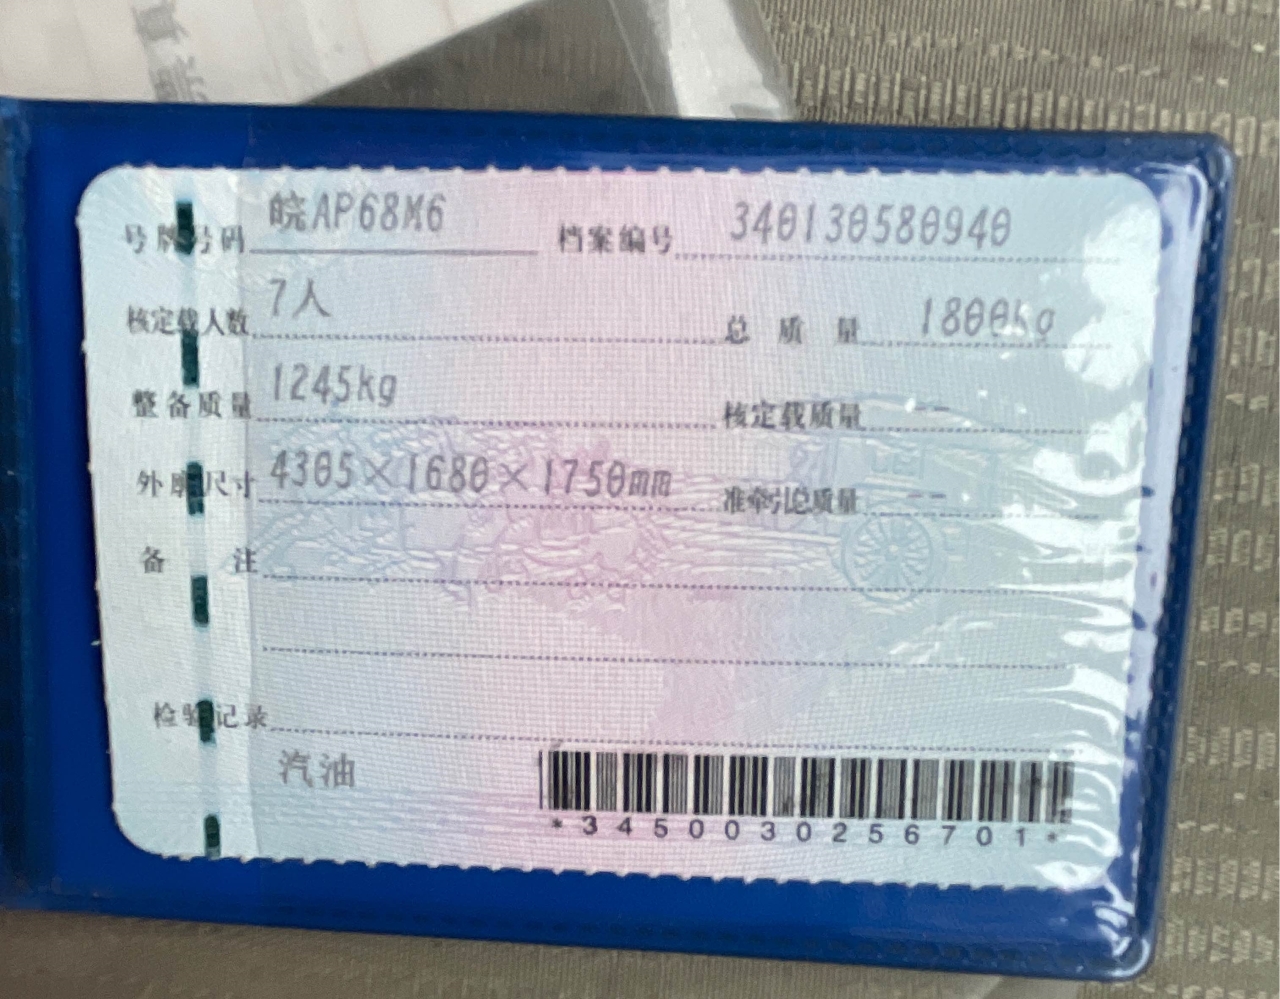 号牌号码 皖AP68M6 档案编号 340130580940
核定载人数 7人 总质量 1800kg
整备质量 1245kg 核定载质量 --
外廓尺寸 4305×1680×1750mm 准牵引总质量 --
备注
检验记录
汽油
*3450030256701*